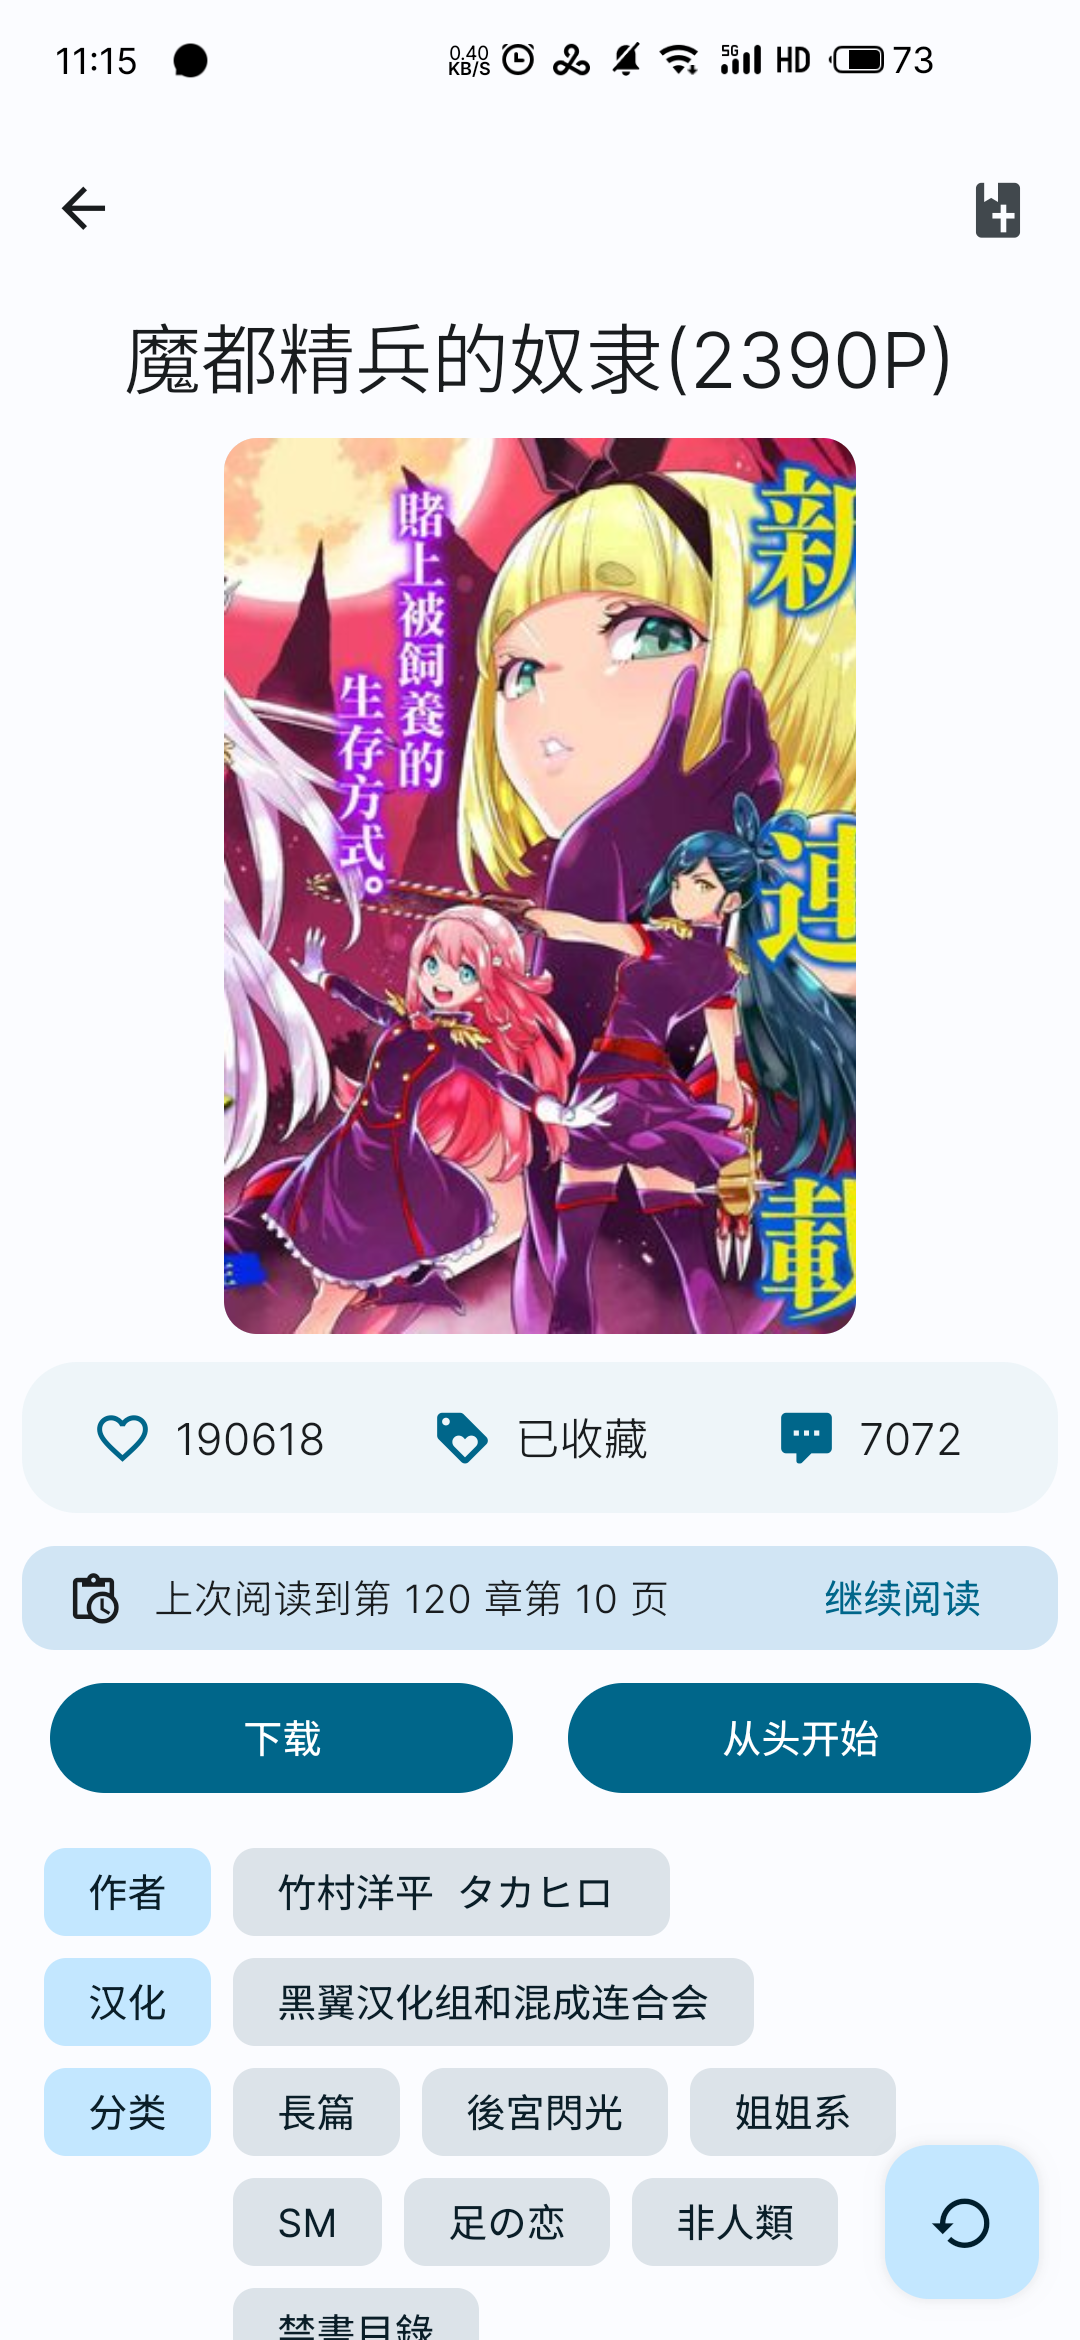 11:15
0.40
KB/S
5G
HD
73
魔都精兵的奴隶(2390P)
賭上被飼養的
生存方式。
新
連
載
190618
已收藏
7072
上次阅读到第 120 章第 10 页
继续阅读
下载
从头开始
作者
竹村洋平 タカヒロ
汉化
黑翼汉化组和混成连合会
分类
長篇
後宮閃光
姐姐系
SM
足の恋
非人類
禁書目錄